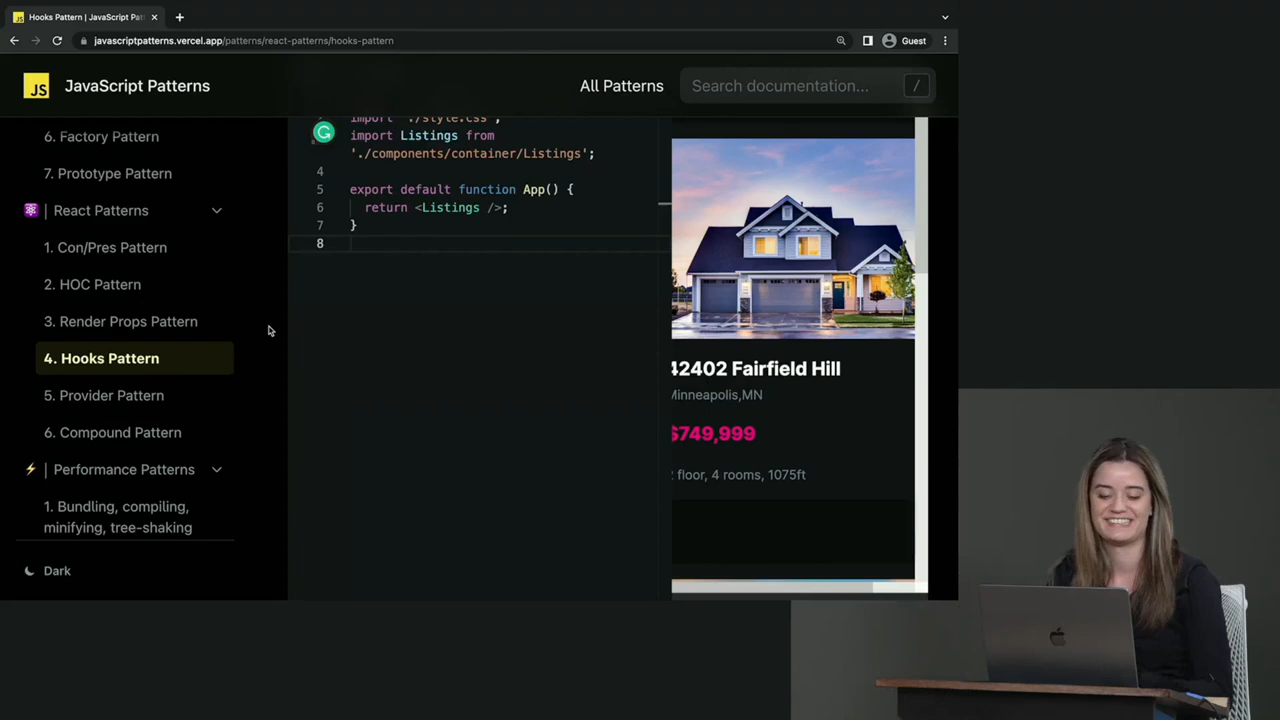 Hooks Pattern | JavaScript Pat
javascriptpatterns.vercel.app/patterns/react-patterns/hooks-pattern
Guest
JS
JavaScript Patterns
All Patterns
Search documentation...
/
6. Factory Pattern
7. Prototype Pattern
| React Patterns
1. Con/Pres Pattern
2. HOC Pattern
3. Render Props Pattern
4. Hooks Pattern
5. Provider Pattern
6. Compound Pattern
| Performance Patterns
1. Bundling, compiling,
minifying, tree-shaking
Dark
import './style.css';
import Listings from
'./components/container/Listings';
4
5 export default function App() {
6 return <Listings />;
7 }
8
42402 Fairfield Hill
Minneapolis,MN
$749,999
floor, 4 rooms, 1075ft